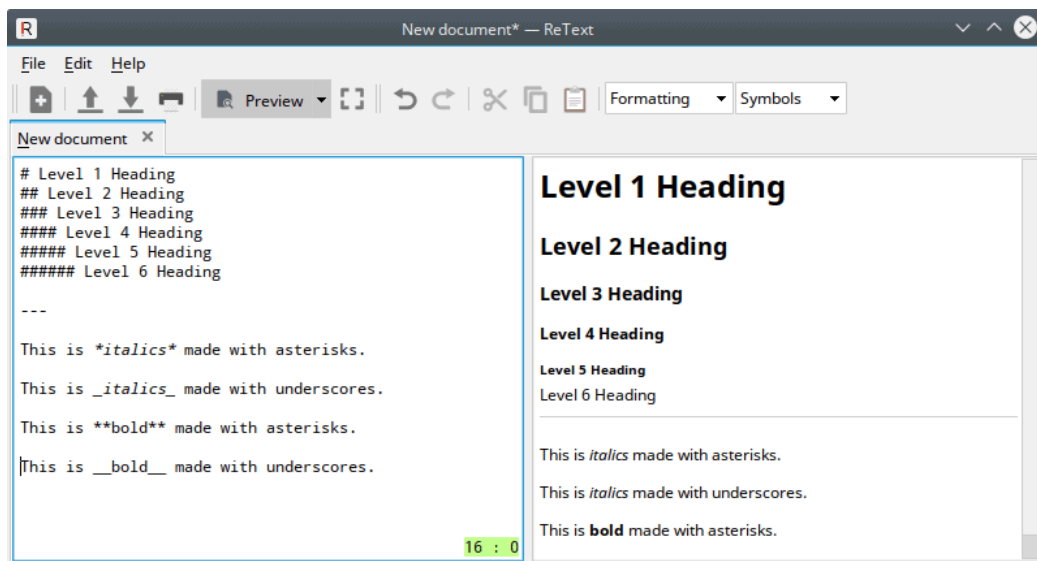 R New document* — ReText
File Edit Help
Preview Formatting Symbols
New document
# Level 1 Heading
## Level 2 Heading
### Level 3 Heading
#### Level 4 Heading
##### Level 5 Heading
###### Level 6 Heading
---
This is *italics* made with asterisks.
This is _italics_ made with underscores.
This is **bold** made with asterisks.
This is __bold__ made with underscores.
16 : 0
Level 1 Heading
Level 2 Heading
Level 3 Heading
Level 4 Heading
Level 5 Heading
Level 6 Heading
This is italics made with asterisks.
This is italics made with underscores.
This is bold made with asterisks.